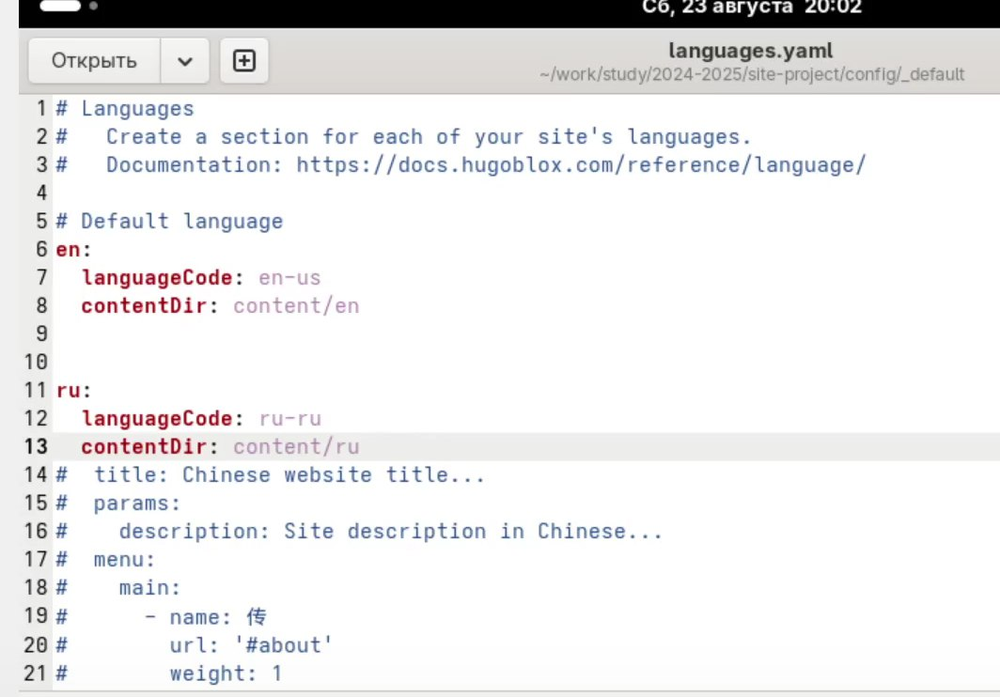 Сб, 23 августа 20:02
Открыть
languages.yaml
~/work/study/2024-2025/site-project/config/_default
1 # Languages
2 #   Create a section for each of your site's languages.
3 #   Documentation: https://docs.hugoblox.com/reference/language/
4
5 # Default language
6 en:
7   languageCode: en-us
8   contentDir: content/en
9
10
11 ru:
12   languageCode: ru-ru
13   contentDir: content/ru
14 #  title: Chinese website title...
15 #  params:
16 #    description: Site description in Chinese...
17 #  menu:
18 #    main:
19 #      - name: 传
20 #        url: '#about'
21 #        weight: 1